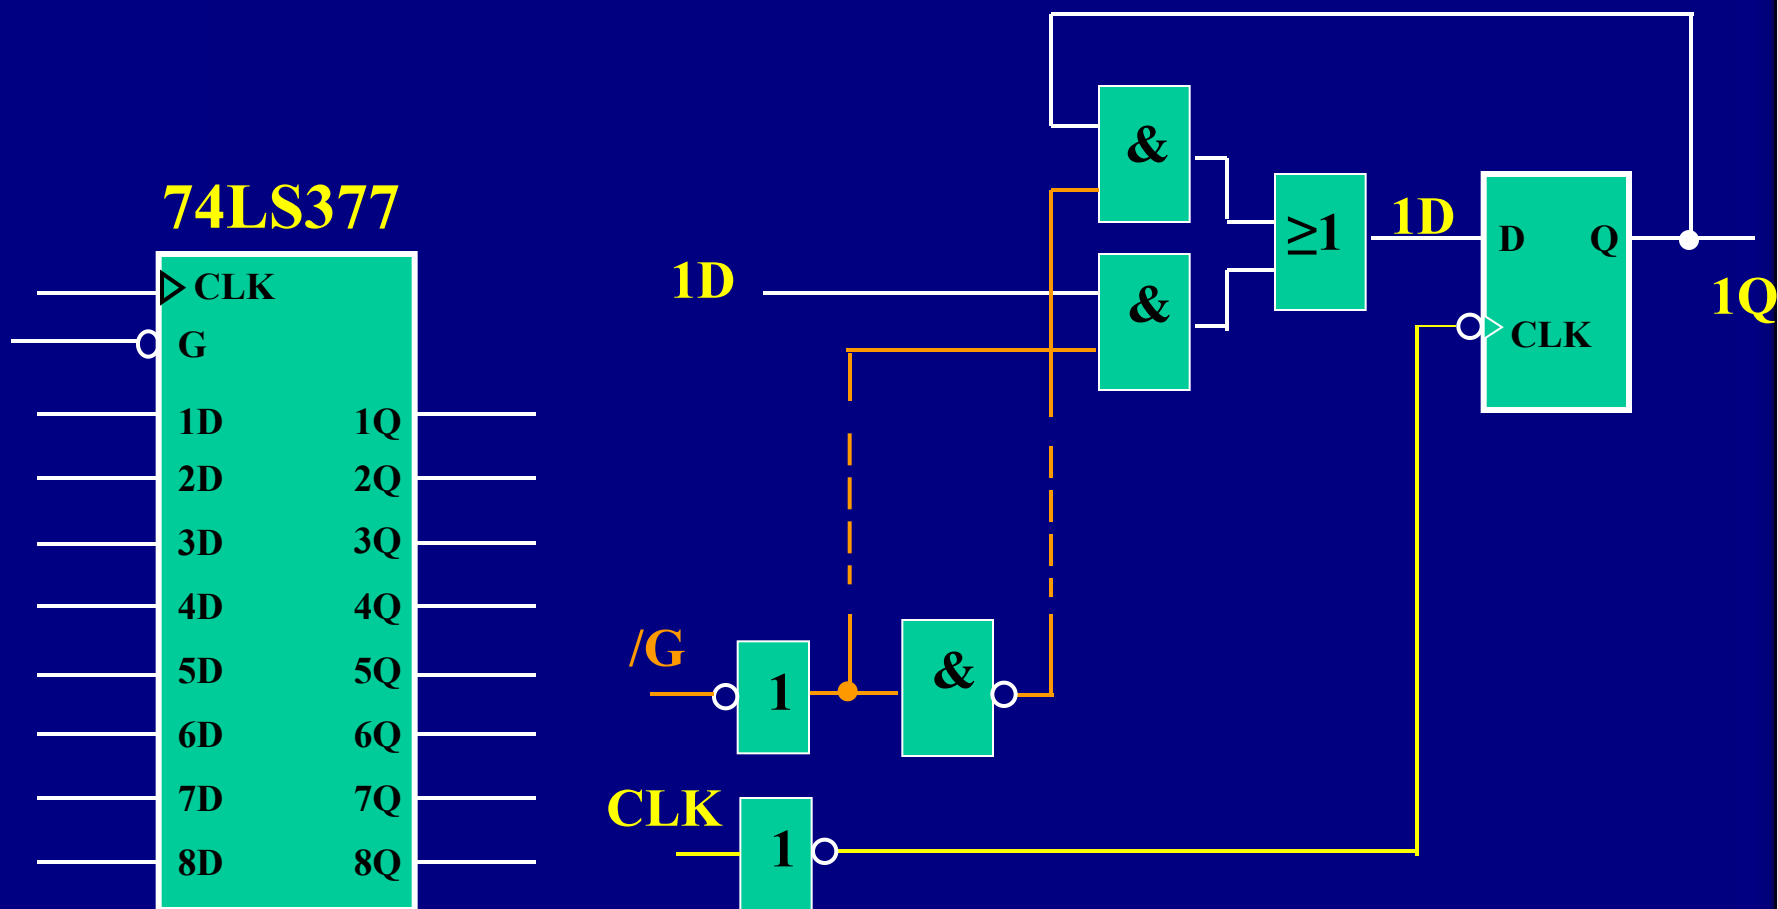 74LS377
CLK
G
1D 1Q
2D 2Q
3D 3Q
4D 4Q
5D 5Q
6D 6Q
7D 7Q
8D 8Q
&
1D
&
≥1
1D
D Q
CLK
1Q
/G
1
&
CLK
1